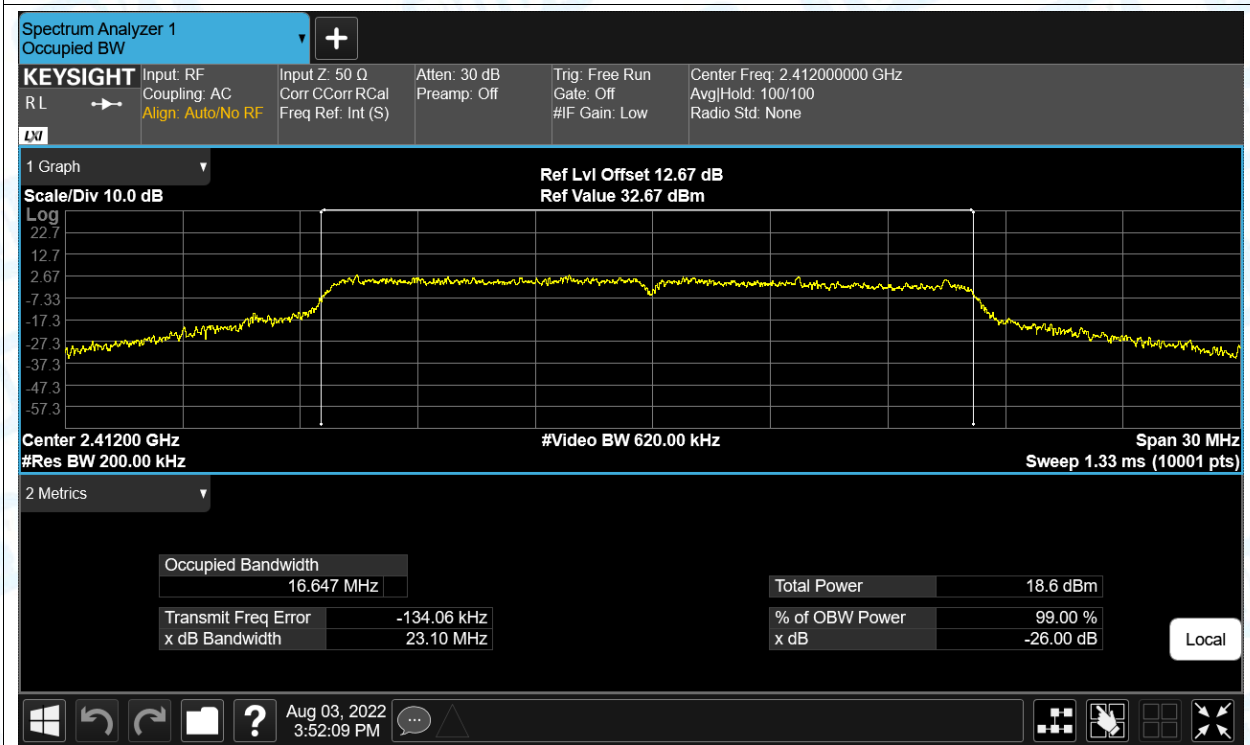 Spectrum Analyzer 1
Occupied BW
KEYSIGHT
R L
LXI
Input: RF
Coupling: AC
Align: Auto/No RF
Input Z: 50 Ω
Corr CCorr RCal
Freq Ref: Int (S)
Atten: 30 dB
Preamp: Off
Trig: Free Run
Gate: Off
#IF Gain: Low
Center Freq: 2.412000000 GHz
Avg|Hold: 100/100
Radio Std: None
1 Graph
Scale/Div 10.0 dB
Ref Lvl Offset 12.67 dB
Ref Value 32.67 dBm
Log
22.7
12.7
2.67
-7.33
-17.3
-27.3
-37.3
-47.3
-57.3
Center 2.41200 GHz
#Res BW 200.00 kHz
#Video BW 620.00 kHz
Span 30 MHz
Sweep 1.33 ms (10001 pts)
2 Metrics
Occupied Bandwidth
16.647 MHz
Transmit Freq Error -134.06 kHz
x dB Bandwidth 23.10 MHz
Total Power 18.6 dBm
% of OBW Power 99.00 %
x dB -26.00 dB
Local
?
Aug 03, 2022
3:52:09 PM